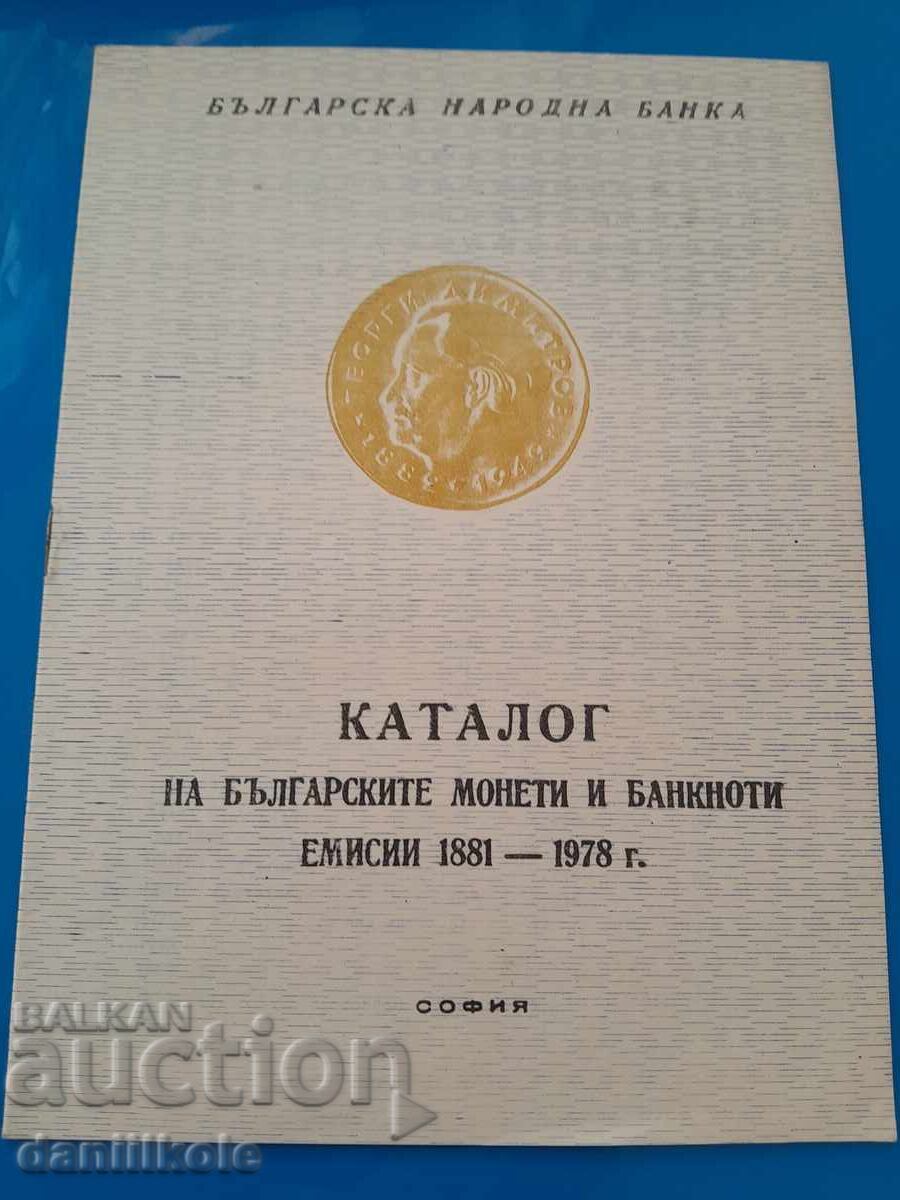 БЪЛГАРСКА НАРОДНА БАНКА
ГЕОРГИ ДИМИТРОВ
1882 1949
КАТАЛОГ
НА БЪЛГАРСКИТЕ МОНЕТИ И БАНКНОТИ
ЕМИСИИ 1881 — 1978 г.
СОФИЯ
BALKAN
auction
daniilkole